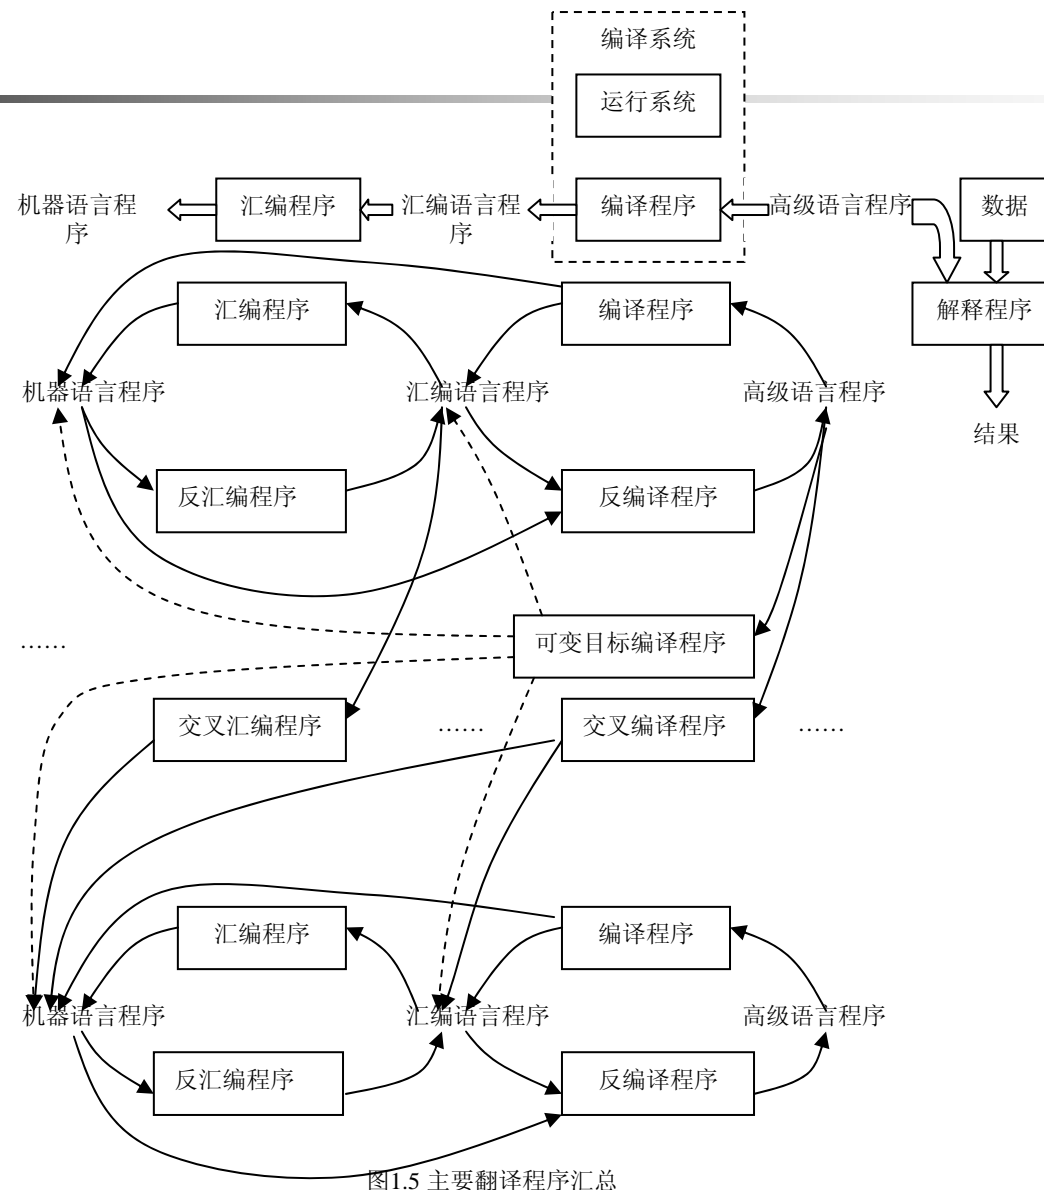 编译系统
运行系统
机器语言程
序
汇编程序
汇编语言程
序
编译程序
高级语言程序
数据
汇编程序
编译程序
解释程序
机器语言程序
汇编语言程序
高级语言程序
结果
反汇编程序
反编译程序
可变目标编译程序
……
交叉汇编程序
……
交叉编译程序
……
汇编程序
编译程序
机器语言程序
汇编语言程序
高级语言程序
反汇编程序
反编译程序
图1.5 主要翻译程序汇总